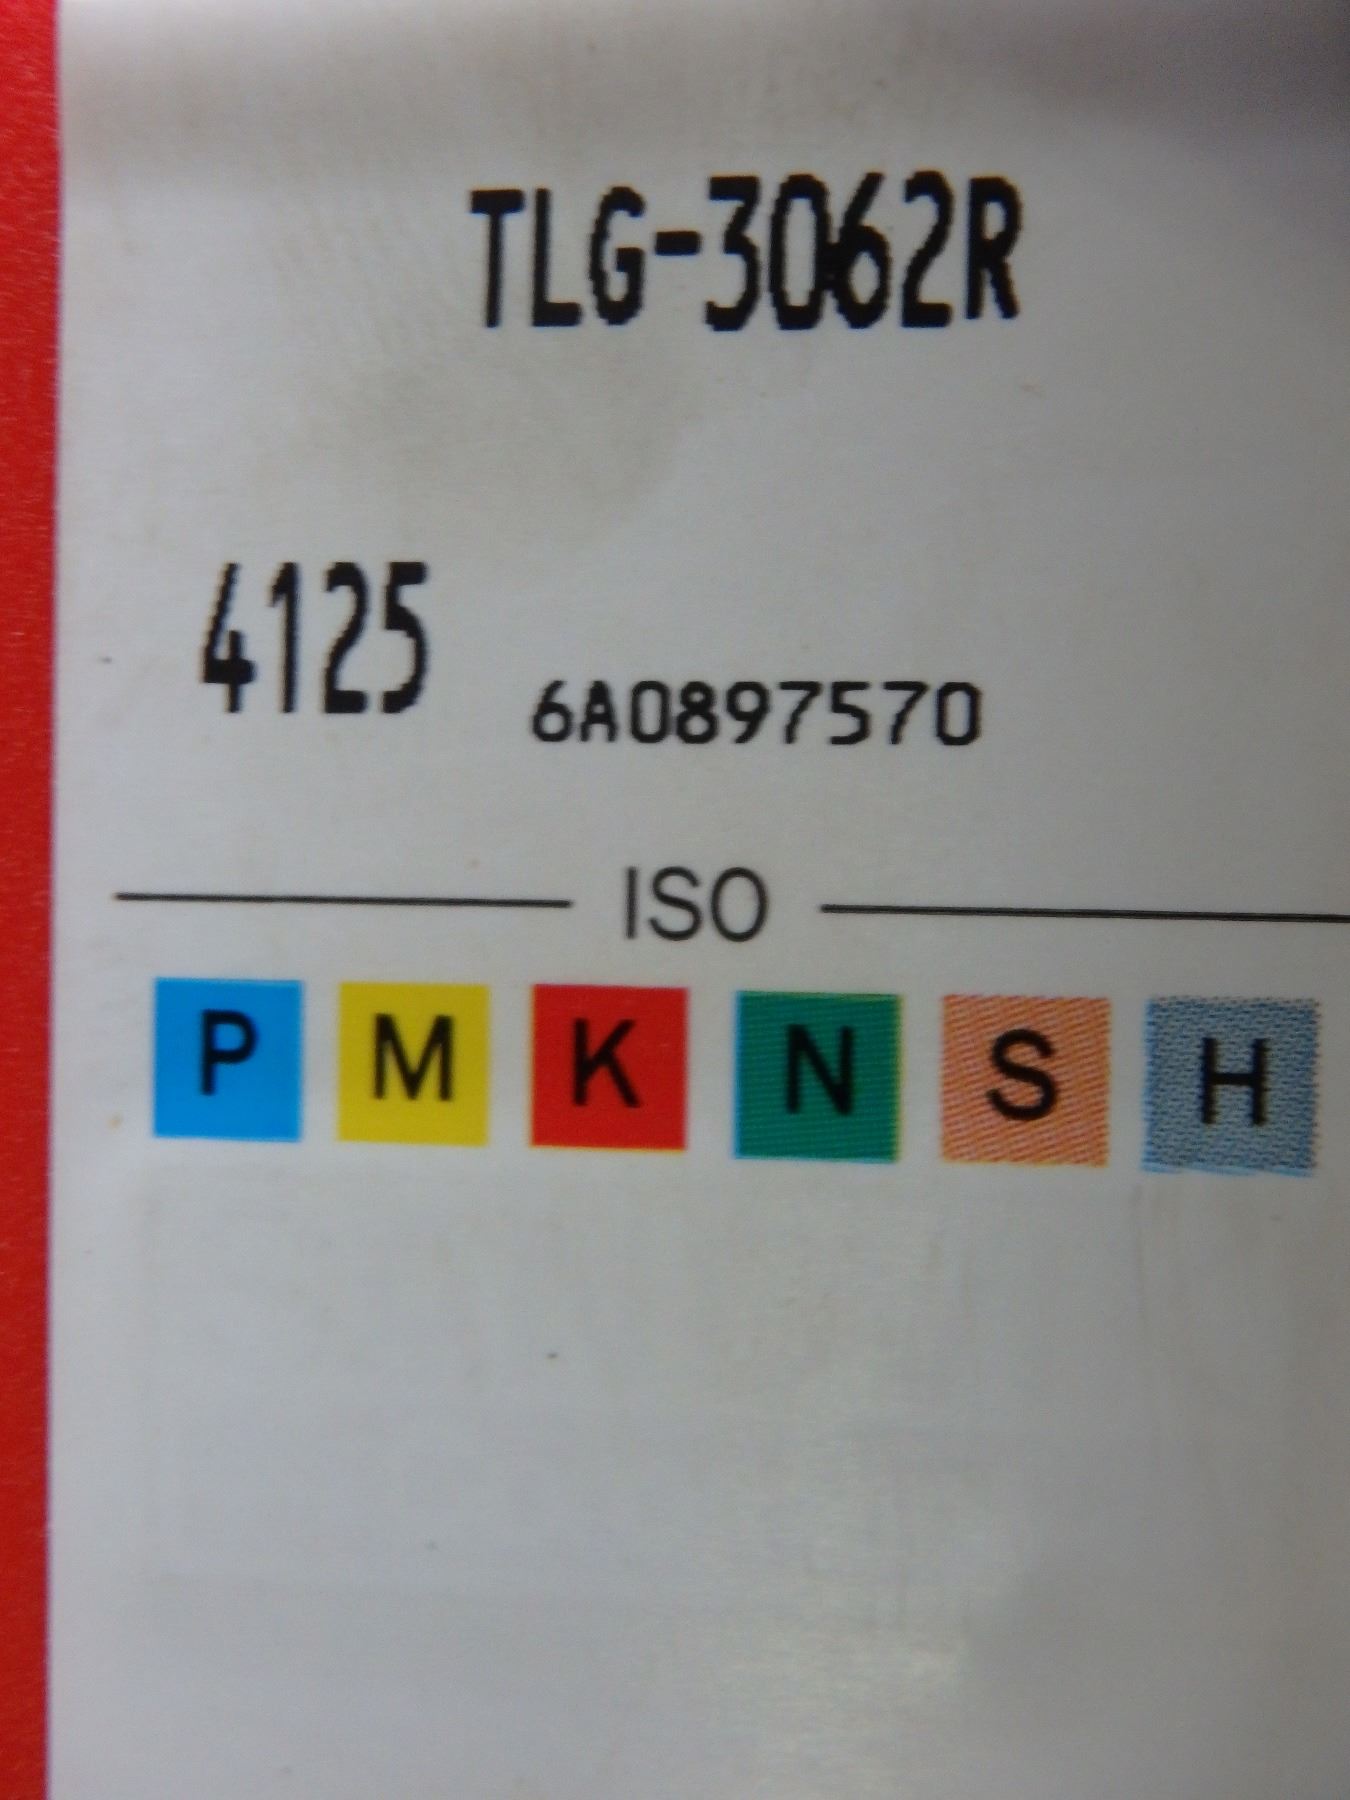 TLG-3062R
4125 6A0897570
ISO
P M K N S H